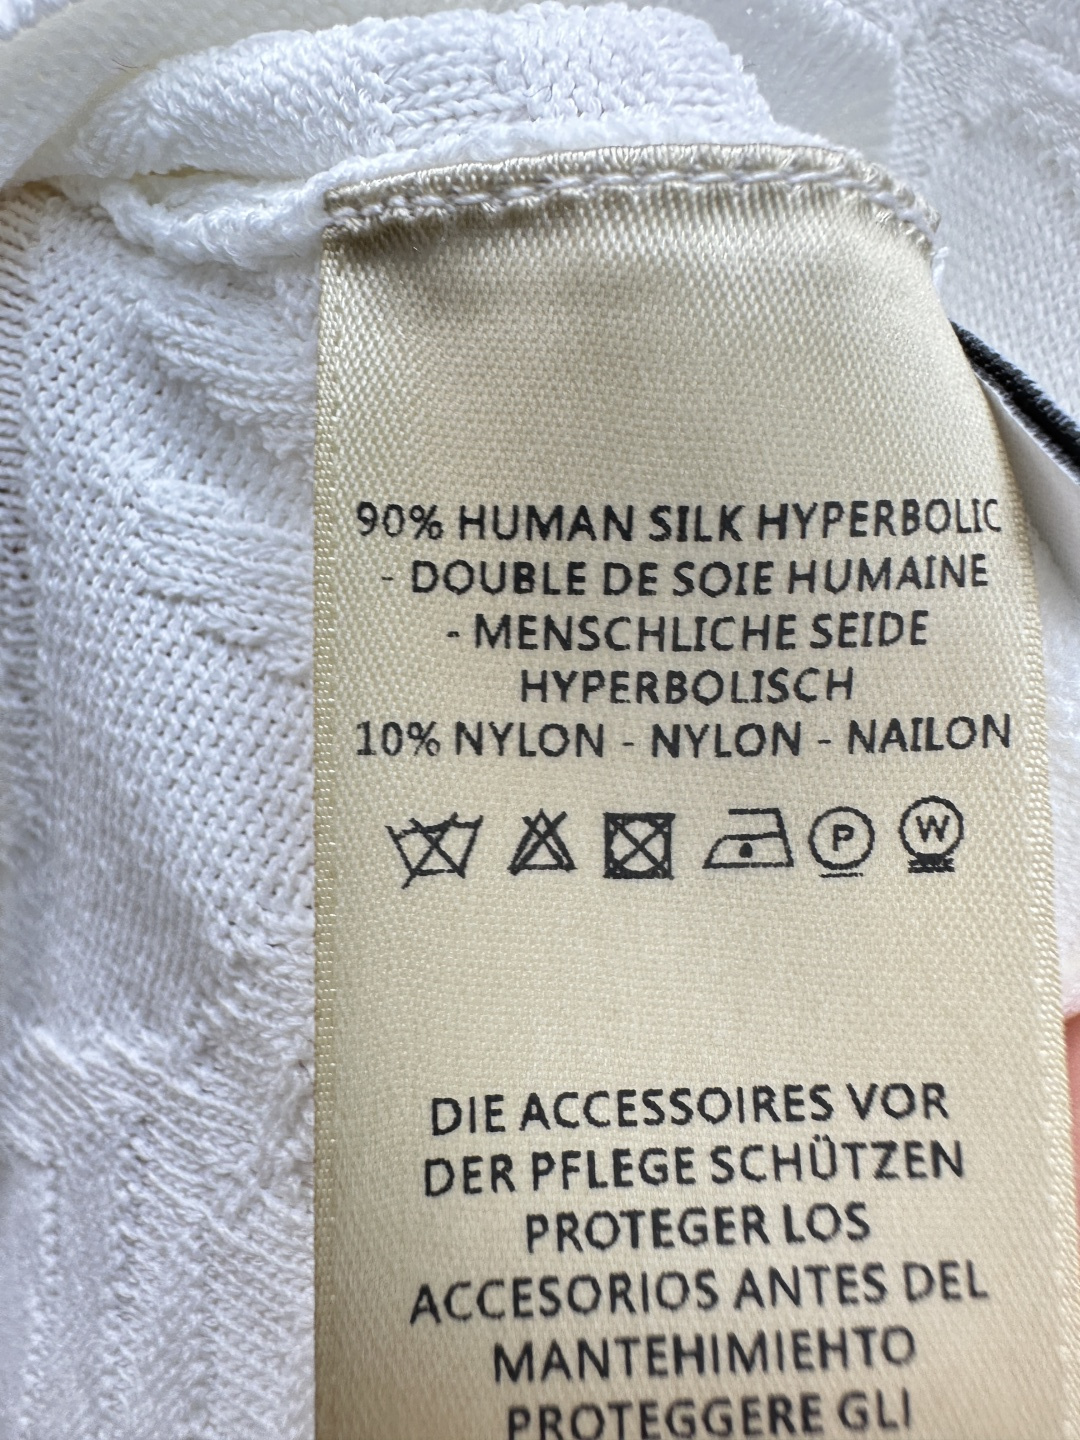 90% HUMAN SILK HYPERBOLIC
- DOUBLE DE SOIE HUMAINE
- MENSCHLICHE SEIDE
HYPERBOLISCH
10% NYLON - NYLON - NAILON
P W
DIE ACCESSOIRES VOR
DER PFLEGE SCHÜTZEN
PROTEGER LOS
ACCESORIOS ANTES DEL
MANTEHIMIEHTO
PROTEGGERE GLI